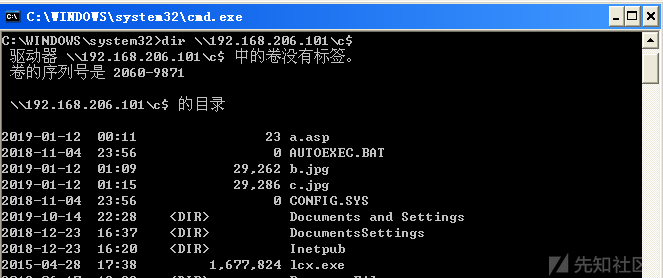 C:\WINDOWS\system32\cmd.exe
C:\WINDOWS\system32>dir \\192.168.206.101\c$
驱动器 \\192.168.206.101\c$ 中的卷没有标签。
卷的序列号是 2060-9871
\\192.168.206.101\c$ 的目录
2019-01-12  00:11                23 a.asp
2018-11-04  23:56                 0 AUTOEXEC.BAT
2019-01-12  01:09            29,262 b.jpg
2019-01-12  01:15            29,286 c.jpg
2018-11-04  23:56                 0 CONFIG.SYS
2019-10-14  22:28    <DIR>          Documents and Settings
2018-12-23  16:37    <DIR>          DocumentsSettings
2018-12-23  16:20    <DIR>          Inetpub
2015-04-28  17:38         1,677,824 lcx.exe
先知社区